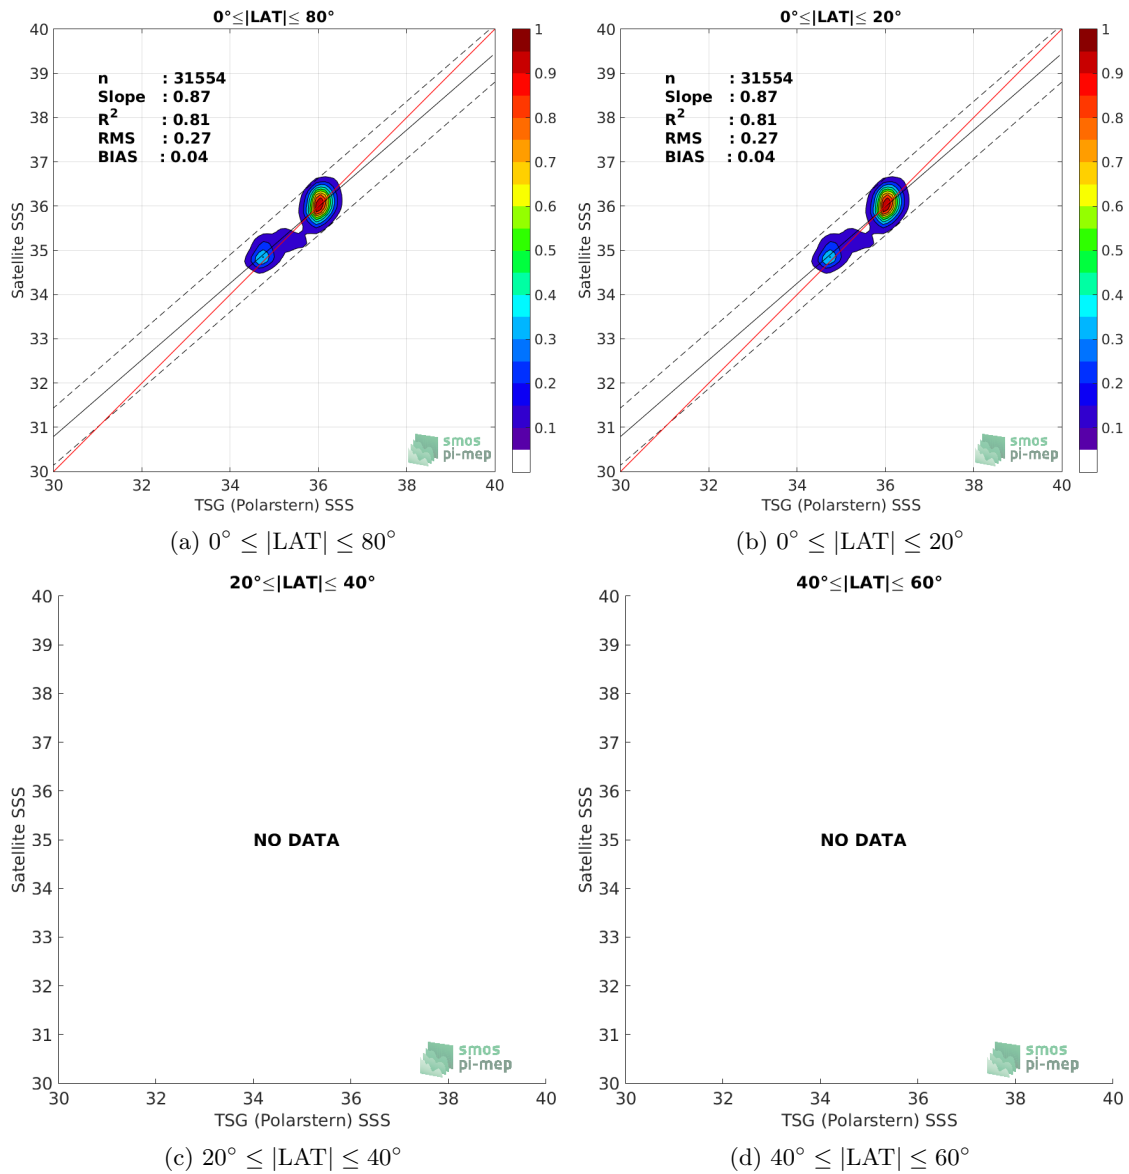 0°≤|LAT|≤ 80°
40
39
38
37
36
35
34
33
32
31
30
Satellite SSS
n : 31554
Slope : 0.87
R2 : 0.81
RMS : 0.27
BIAS : 0.04
smos
pi-mep
30 32 34 36 38 40
TSG (Polarstern) SSS
1
0.9
0.8
0.7
0.6
0.5
0.4
0.3
0.2
0.1
(a) 0° ≤ |LAT| ≤ 80°
0°≤|LAT|≤ 20°
40
39
38
37
36
35
34
33
32
31
30
Satellite SSS
n : 31554
Slope : 0.87
R2 : 0.81
RMS : 0.27
BIAS : 0.04
smos
pi-mep
30 32 34 36 38 40
TSG (Polarstern) SSS
1
0.9
0.8
0.7
0.6
0.5
0.4
0.3
0.2
0.1
(b) 0° ≤ |LAT| ≤ 20°
20°≤|LAT|≤ 40°
40
39
38
37
36
35
34
33
32
31
30
Satellite SSS
NO DATA
smos
pi-mep
30 32 34 36 38 40
TSG (Polarstern) SSS
(c) 20° ≤ |LAT| ≤ 40°
40°≤|LAT|≤ 60°
40
39
38
37
36
35
34
33
32
31
30
Satellite SSS
NO DATA
smos
pi-mep
30 32 34 36 38 40
TSG (Polarstern) SSS
(d) 40° ≤ |LAT| ≤ 60°